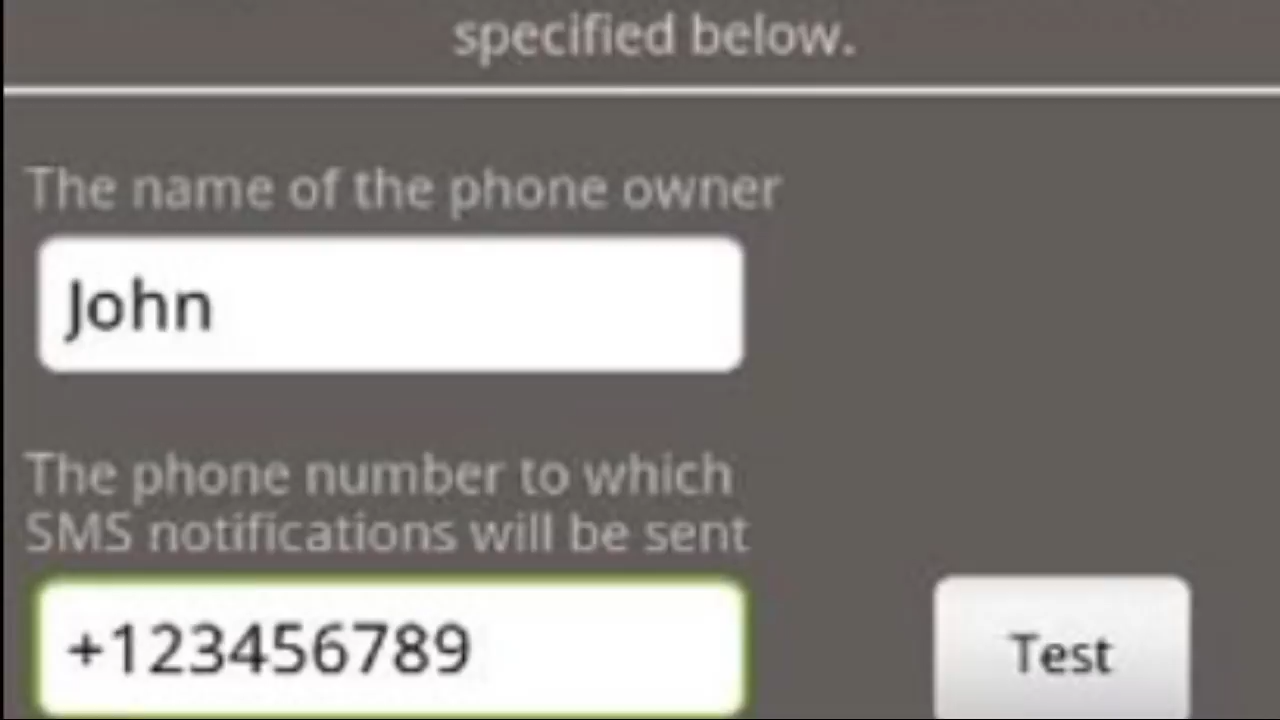 specified below.
The name of the phone owner
John
The phone number to which
SMS notifications will be sent
+123456789
Test